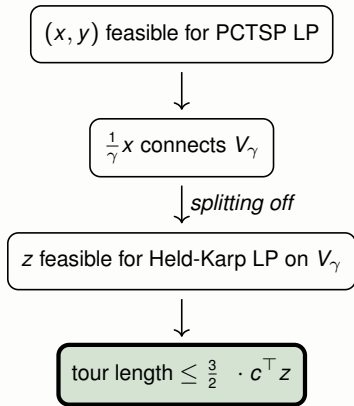 (x, y) feasible for PCTSP LP
1/γ x connects V_γ
splitting off
z feasible for Held-Karp LP on V_γ
tour length ≤ 3/2 · c^⊤ z